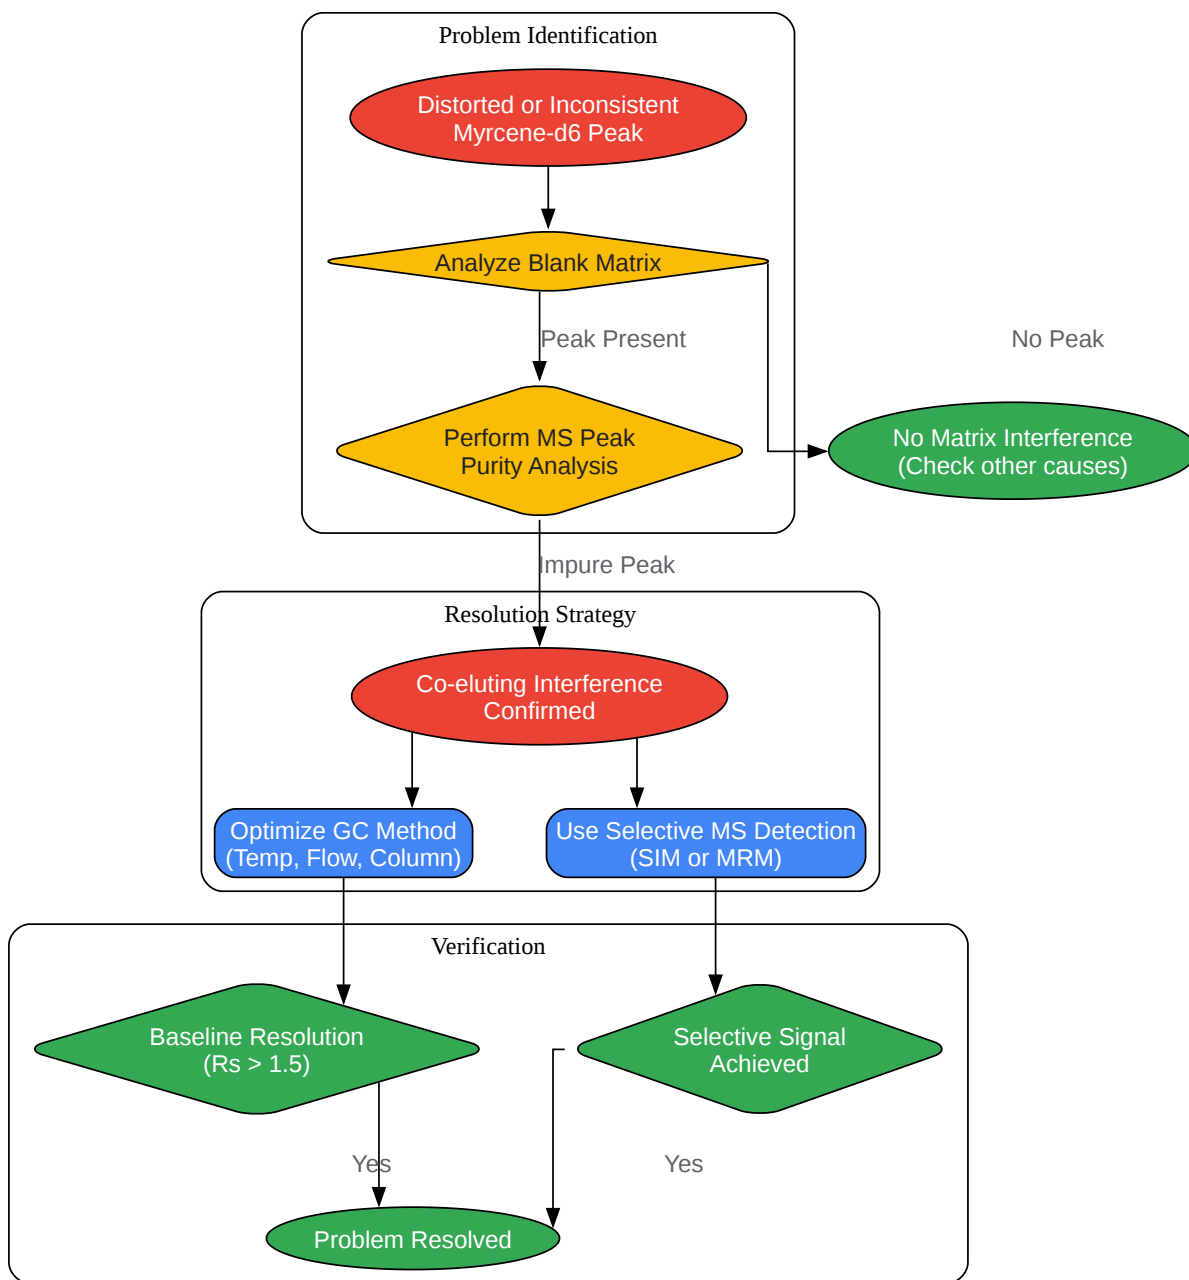 Problem Identification
Distorted or Inconsistent
Myrcene-d6 Peak
Analyze Blank Matrix
Peak Present
No Peak
Perform MS Peak
Purity Analysis
No Matrix Interference
(Check other causes)
Impure Peak
Resolution Strategy
Co-eluting Interference
Confirmed
Optimize GC Method
(Temp, Flow, Column)
Use Selective MS Detection
(SIM or MRM)
Verification
Baseline Resolution
(Rs > 1.5)
Selective Signal
Achieved
Yes
Yes
Problem Resolved